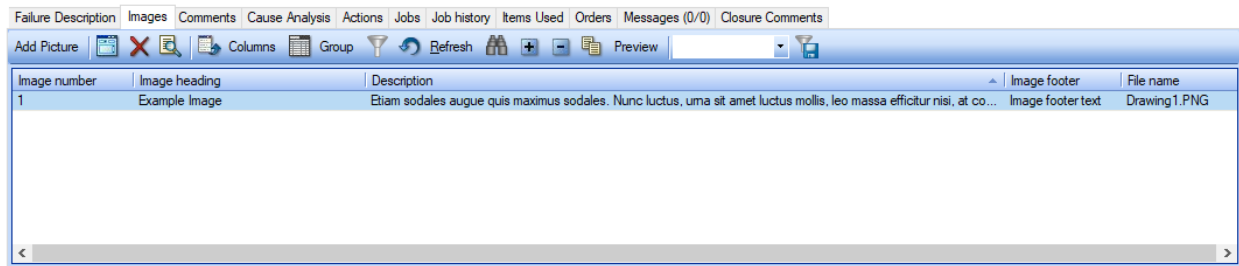 Failure Description Images Comments Cause Analysis Actions Jobs Job history Items Used Orders Messages (0/0) Closure Comments
Add Picture Columns Group Refresh Preview
Image number Image heading Description Image footer File name
1 Example Image Etiam sodales augue quis maximus sodales. Nunc luctus, urna sit amet luctus mollis, leo massa efficitur nisi, at co... Image footer text Drawing1.PNG